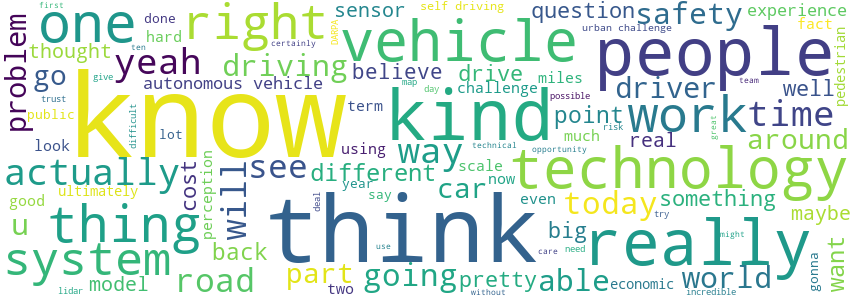 first
one
done
hard
right
DARPA
sensor
self driving
question
safety
experience
fact
urban challenge
problem
thought
yeah
vehicle
people
pedestrian
go
ten
certainly
driving
believe
drive
miles
driver
well
give
autonomous vehicle
map
day
challenge
possible
team
trust
know
term
kind
point
work
time
public
difficult
lot
using
much
risk
real
great
around
look
way
technical
opportunity
actually
cost
perception
will
see
different
scale
technology
year
say
car
now
even
something
maybe
good
ultimately
deal
today
try
u
thing
think
big
really
might
want
system
back
use
care
need
model
road
part
two
going
pretty
able
economic
world
gonna
lidar
without
incredible